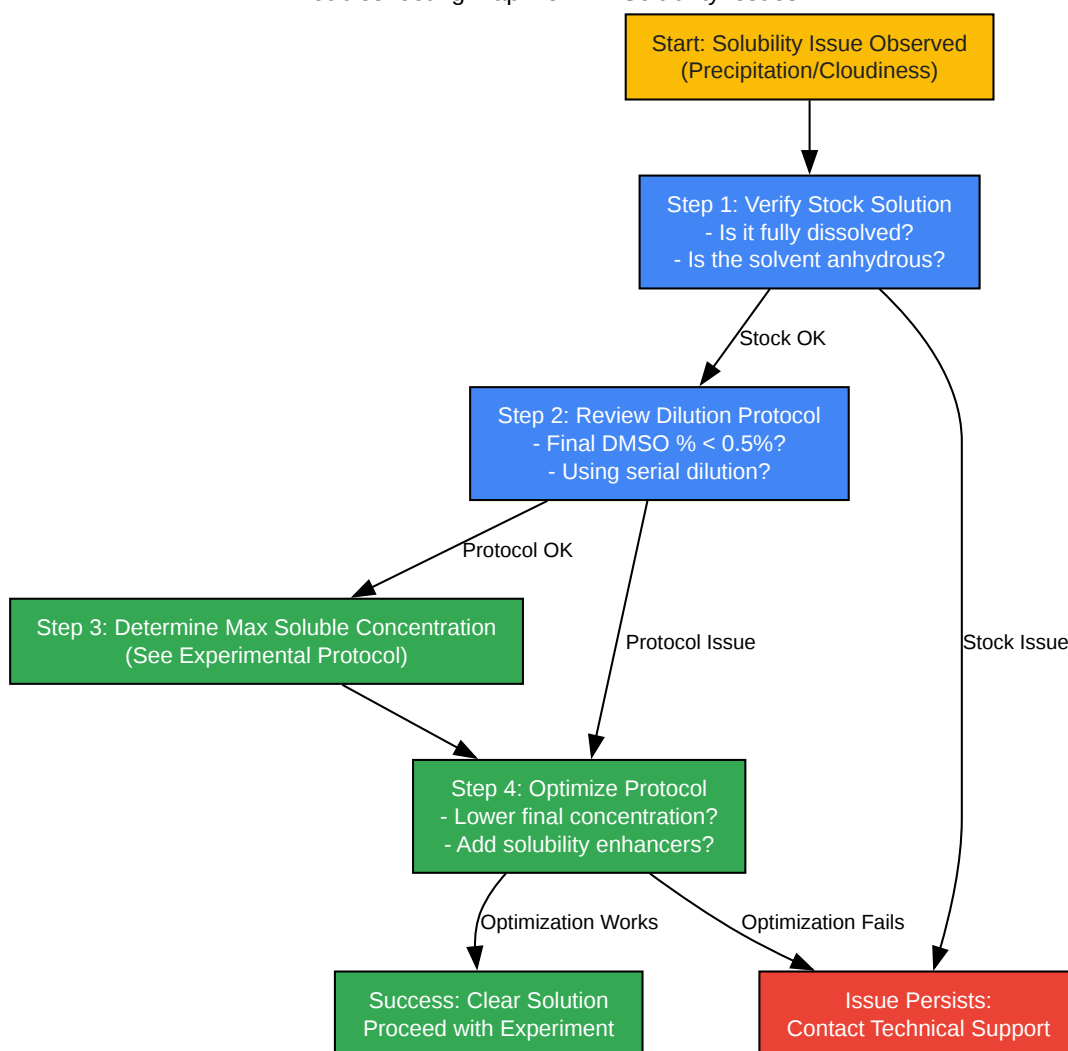 Start: Solubility Issue Observed
(Precipitation/Cloudiness)
Step 1: Verify Stock Solution
- Is it fully dissolved?
- Is the solvent anhydrous?
Stock OK
Step 2: Review Dilution Protocol
- Final DMSO % < 0.5%?
- Using serial dilution?
Protocol OK
Step 3: Determine Max Soluble Concentration
(See Experimental Protocol)
Protocol Issue
Stock Issue
Step 4: Optimize Protocol
- Lower final concentration?
- Add solubility enhancers?
Optimization Works
Optimization Fails
Success: Clear Solution
Proceed with Experiment
Issue Persists:
Contact Technical Support